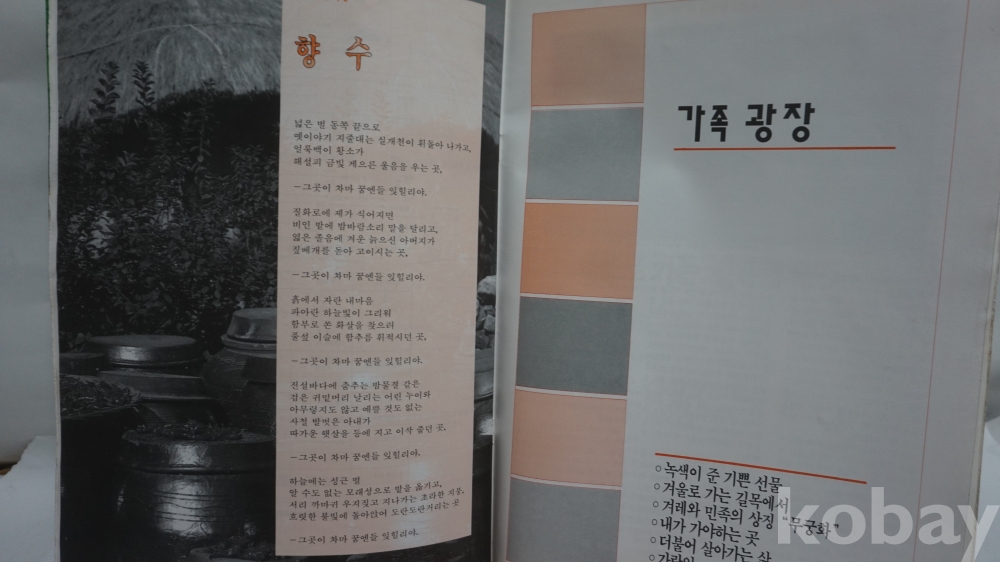 향 수
넓은 벌 동쪽 끝으로
옛이야기 지줄대는 실개천이 휘돌아 나가고,
얼룩백이 황소가
해설피 금빛 게으른 울음을 우는 곳,
－그곳이 차마 꿈엔들 잊힐리야.
질화로에 재가 식어지면
비인 밭에 밤바람소리 말을 달리고,
엷은 졸음에 겨운 늙으신 아버지가
짚베개를 돋아 고이시는 곳,
－그곳이 차마 꿈엔들 잊힐리야.
흙에서 자란 내마음
파아란 하늘빛이 그리워
함부로 쏜 화살을 찾으러
풀섶 이슬에 함추름 휘적시던 곳,
－그곳이 차마 꿈엔들 잊힐리야.
전설바다에 춤추는 밤물결 같은
검은 귀밑머리 날리는 어린 누이와
아무렇지도 않고 예쁠 것도 없는
사철 발벗은 아내가
따가운 햇살을 등에 지고 이삭 줍던 곳,
－그곳이 차마 꿈엔들 잊힐리야.
하늘에는 성근 별
알 수도 없는 모래성으로 발을 옮기고,
서리 까마귀 우지짖고 지나가는 초라한 지붕,
흐릿한 불빛에 돌아앉어 도란도란거리는 곳
－그곳이 차마 꿈엔들 잊힐리야.
가족 광장
○녹색이 준 기쁜 선물
○겨울로 가는 길목에서
○겨레와 민족의 상징 “무궁화”
○내가 가야하는 곳
○더불어 살아가는 삶
kobay